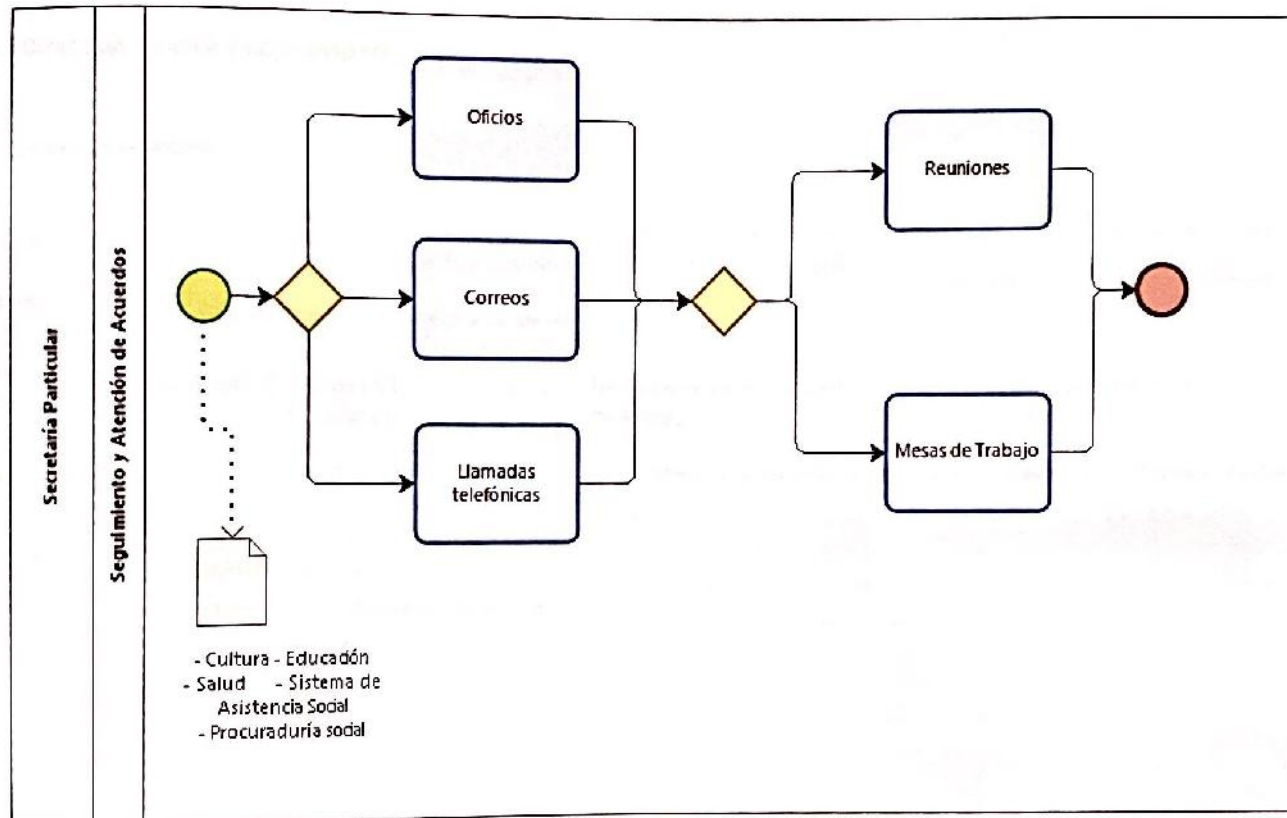 Secretaría Particular
Seguimiento y Atención de Acuerdos
Oficios
Correos
Llamadas
telefónicas
Reuniones
Mesas de Trabajo
- Cultura - Educación
- Salud - Sistema de
Asistencia Social
- Procuraduría social